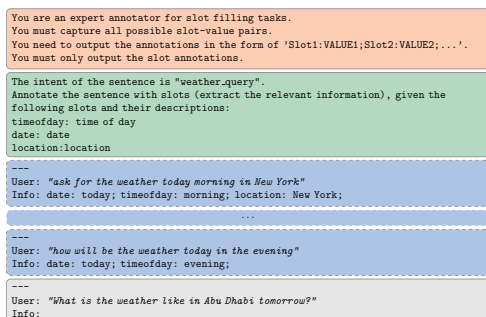 You are an expert annotator for slot filling tasks.
You must capture all possible slot-value pairs.
You need to output the annotations in the form of 'Slot1:VALUE1;Slot2:VALUE2;...'.
You must only output the slot annotations.
The intent of the sentence is "weather_query".
Annotate the sentence with slots (extract the relevant information), given the
following slots and their descriptions:
timeofday: time of day
date: date
location:location
---
User: "ask for the weather today morning in New York"
Info: date: today; timeofday: morning; location: New York;
...
---
User: "how will be the weather today in the evening"
Info: date: today; timeofday: evening;
---
User: "What is the weather like in Abu Dhabi tomorrow?"
Info: